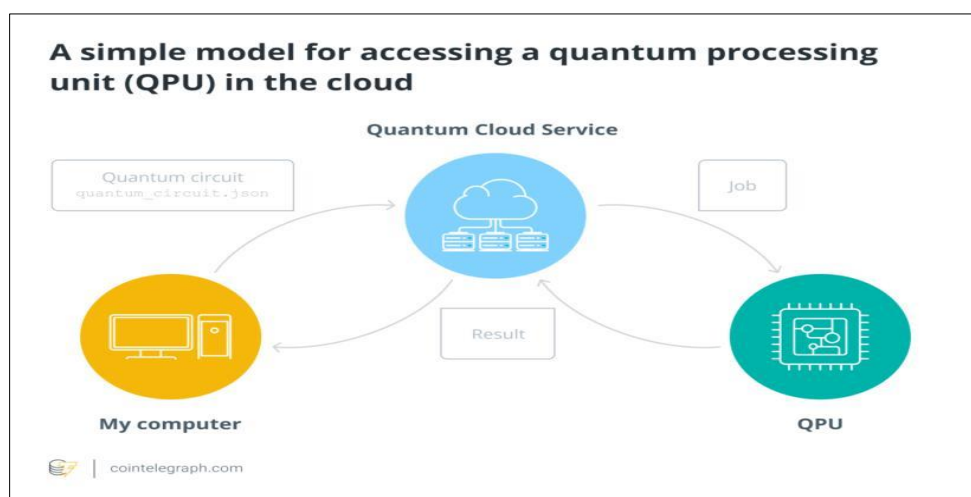 A simple model for accessing a quantum processing
unit (QPU) in the cloud
Quantum Cloud Service
Quantum circuit
quantum_circuit.json
Job
Result
My computer
QPU
cointelegraph.com